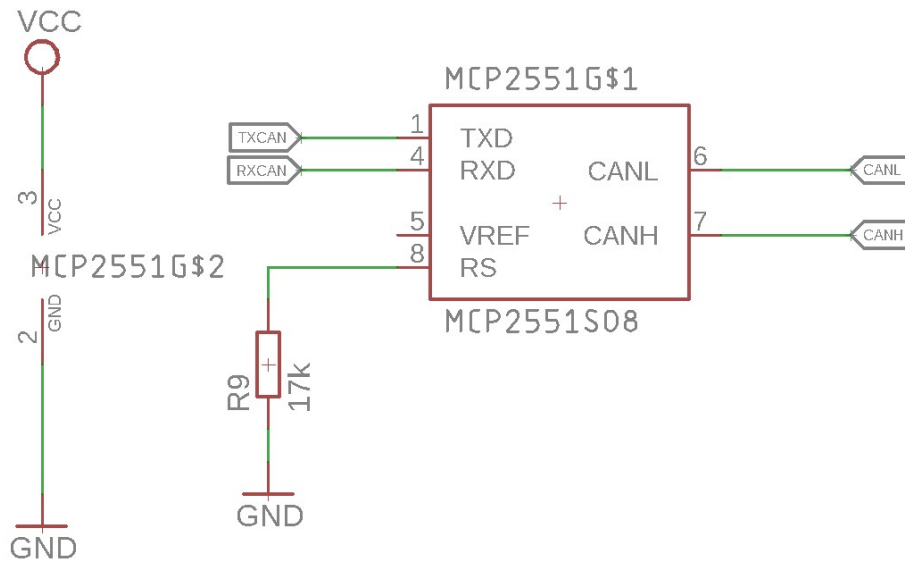 VCC
MCP2551G$1
TXCAN
1
TXD
RXCAN
4
RXD
CANL
6
CANL
3
VCC
5
VREF
CANH
7
CANH
MCP2551G$2
8
RS
GND
2
MCP2551SO8
R9
17k
GND
GND